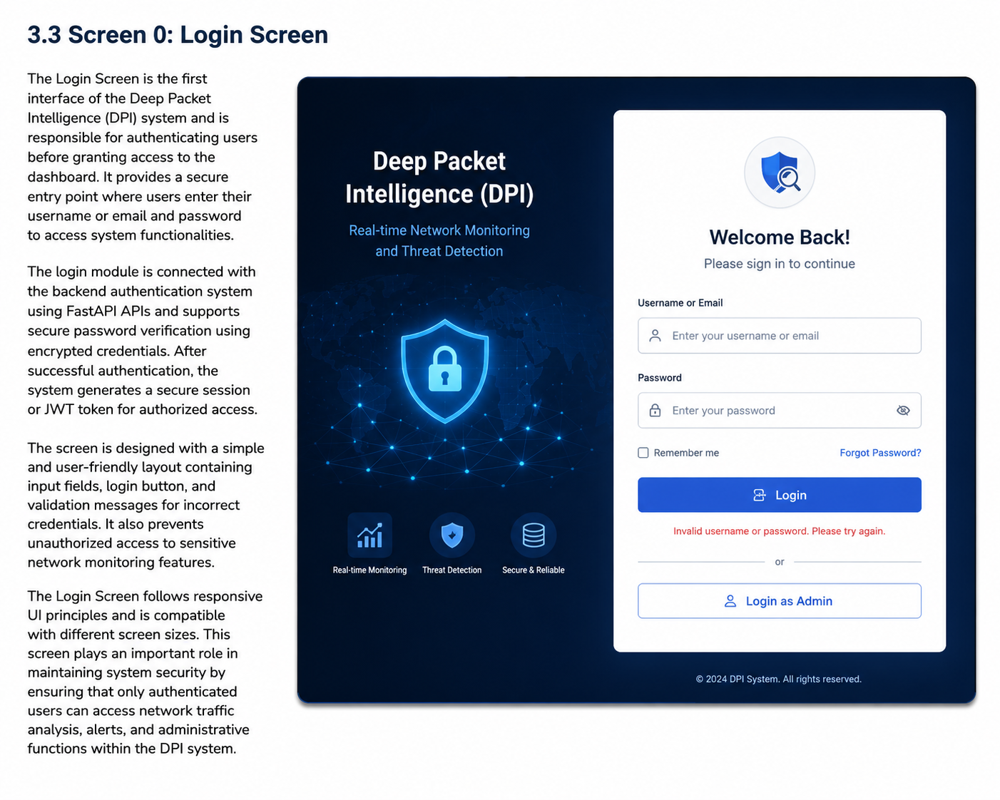 3.3 Screen 0: Login Screen
The Login Screen is the first
interface of the Deep Packet
Intelligence (DPI) system and is
responsible for authenticating users
before granting access to the
dashboard. It provides a secure
entry point where users enter their
username or email and password
to access system functionalities.
The login module is connected with
the backend authentication system
using FastAPI APIs and supports
secure password verification using
encrypted credentials. After
successful authentication, the
system generates a secure session
or JWT token for authorized access.
The screen is designed with a simple
and user-friendly layout containing
input fields, login button, and
validation messages for incorrect
credentials. It also prevents
unauthorized access to sensitive
network monitoring features.
The Login Screen follows responsive
UI principles and is compatible
with different screen sizes. This
screen plays an important role in
maintaining system security by
ensuring that only authenticated
users can access network traffic
analysis, alerts, and administrative
functions within the DPI system.
Deep Packet
Intelligence (DPI)
Real-time Network Monitoring
and Threat Detection
Real-time Monitoring
Threat Detection
Secure & Reliable
Welcome Back!
Please sign in to continue
Username or Email
Enter your username or email
Password
Enter your password
Remember me
Forgot Password?
Login
Invalid username or password. Please try again.
or
Login as Admin
© 2024 DPI System. All rights reserved.